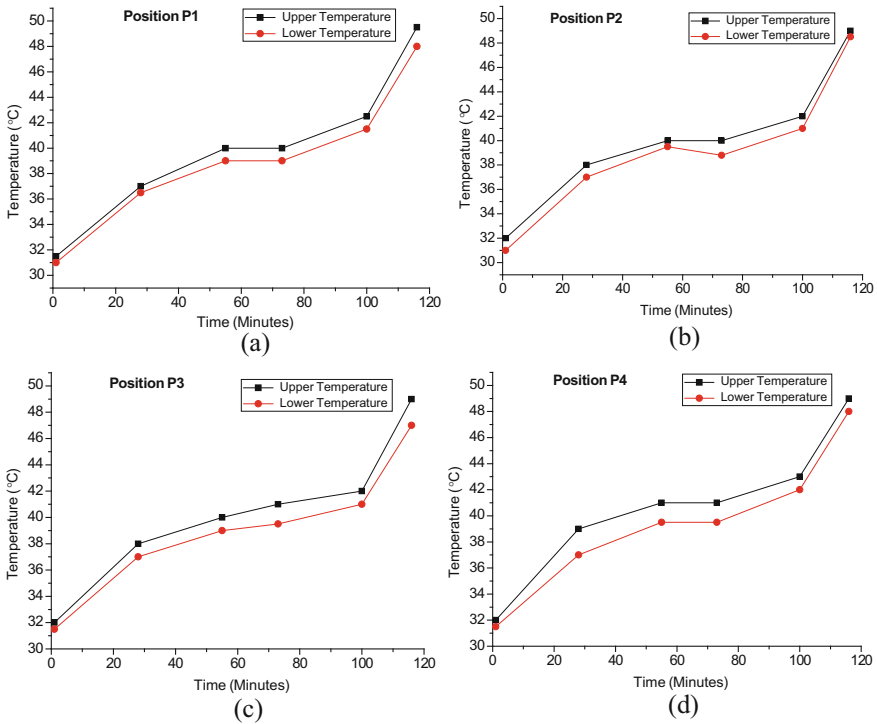 Position P1
Upper Temperature
Lower Temperature
50
48
46
44
42
40
38
36
34
32
30
Temperature (°C)
0 20 40 60 80 100 120
Time (Minutes)
(a)
Position P2
Upper Temperature
Lower Temperature
50
48
46
44
42
40
38
36
34
32
30
Temperature (°C)
0 20 40 60 80 100 120
Time (Minutes)
(b)
Position P3
Upper Temperature
Lower Temperature
50
48
46
44
42
40
38
36
34
32
30
Temperature (°C)
0 20 40 60 80 100 120
Time (Minutes)
(c)
Position P4
Upper Temperature
Lower Temperature
50
48
46
44
42
40
38
36
34
32
30
Temperature (°C)
0 20 40 60 80 100 120
Time (Minutes)
(d)